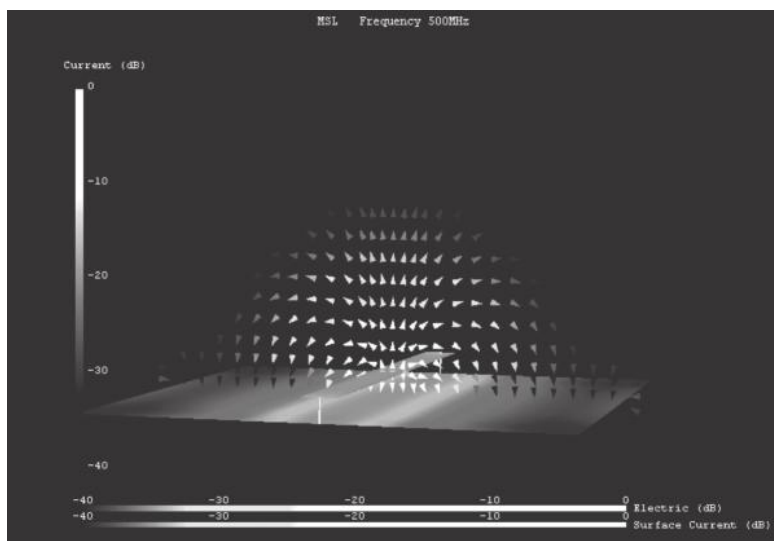 MSL Frequency 500MHz
Current (dB)
0
-10
-20
-30
-40
-40 -30 -20 -10 0 Electric (dB)
-40 -30 -20 -10 0 Surface Current (dB)